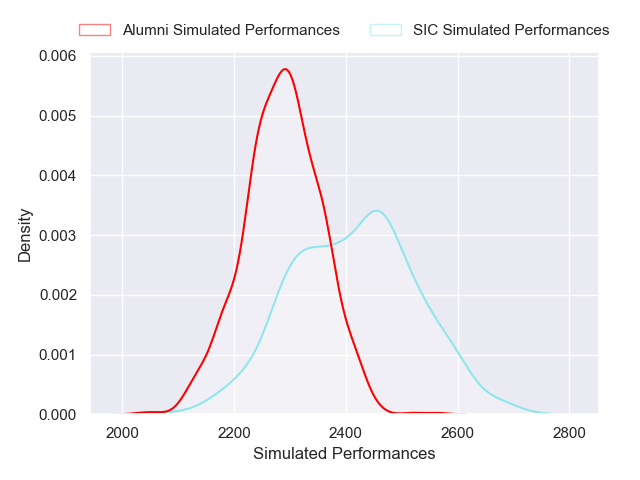 Alumni Simulated Performances
SIC Simulated Performances
0.006
0.005
0.004
0.003
0.002
0.001
0.000
Density
2000 2200 2400 2600 2800
Simulated Performances